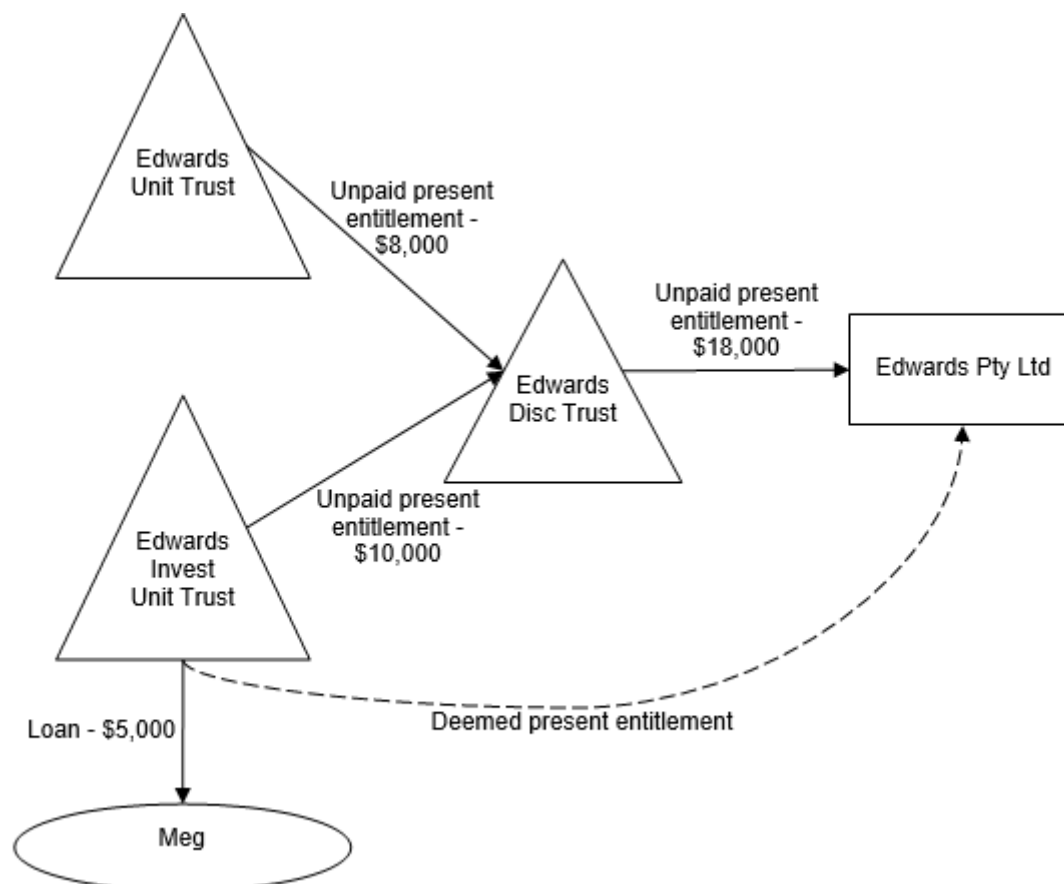 Edwards
Unit Trust
Unpaid present
entitlement -
$8,000
Unpaid present
entitlement -
$18,000
Edwards Pty Ltd
Edwards
Disc Trust
Unpaid present
entitlement -
$10,000
Edwards
Invest
Unit Trust
Loan - $5,000
Deemed present entitlement
Meg